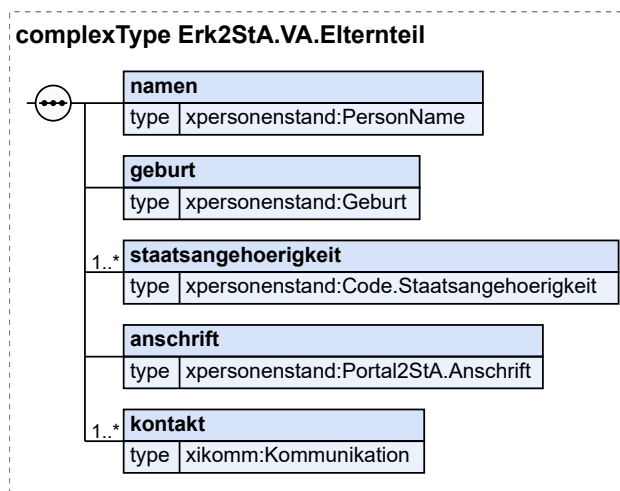 complexType Erk2StA.VA.Elternteil
namen
type xpersonenstand:PersonName
geburt
type xpersonenstand:Geburt
1..* staatsangehoerigkeit
type xpersonenstand:Code.Staatsangehoerigkeit
anschrift
type xpersonenstand:Portal2StA.Anschrift
1..* kontakt
type xikomm:Kommunikation